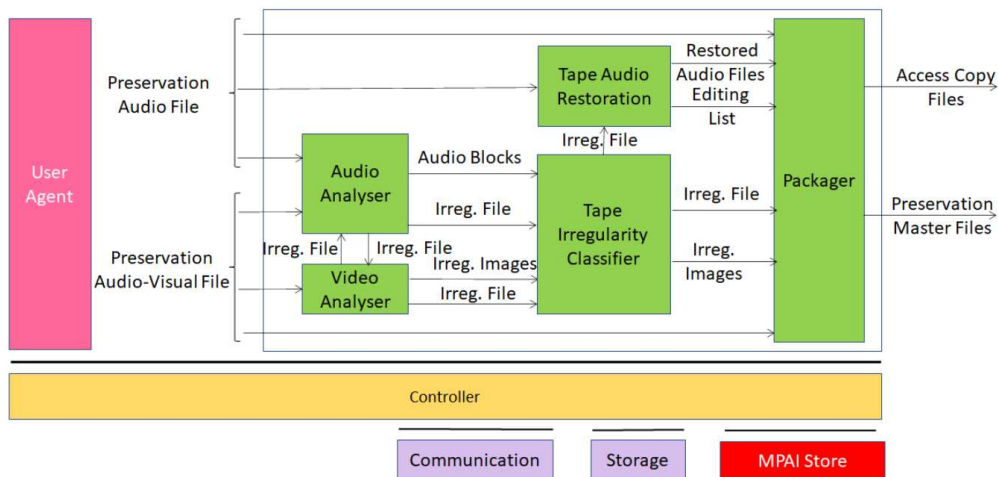 User
Agent
Preservation
Audio File
Preservation
Audio-Visual File
Audio
Analyser
Irreg. File
Irreg. File
Video
Analyser
Audio Blocks
Irreg. File
Irreg. Images
Irreg. File
Tape Audio
Restoration
Irreg. File
Tape
Irregularity
Classifier
Restored
Audio Files
Editing
List
Irreg. File
Irreg.
Images
Packager
Access Copy
Files
Preservation
Master Files
Controller
Communication
Storage
MPAI Store